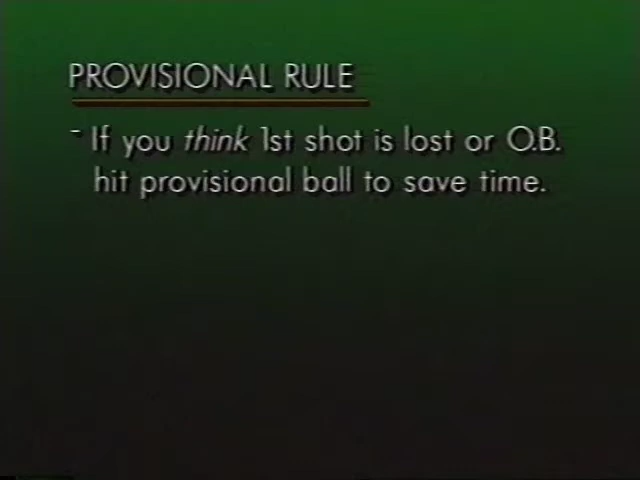 PROVISIONAL RULE
- If you think 1st shot is lost or O.B.
hit provisional ball to save time.